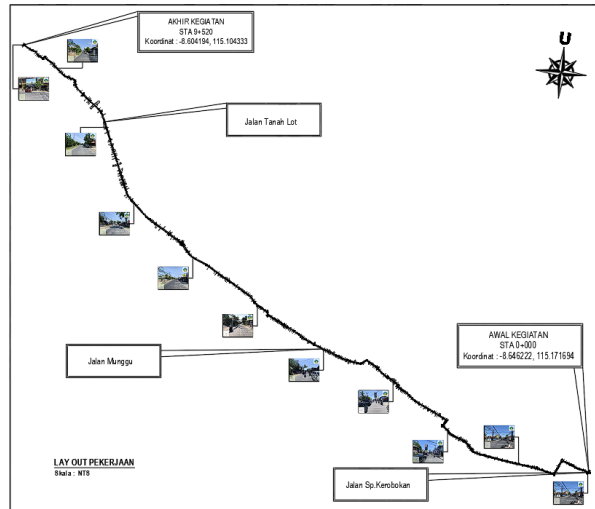 AKHIR KEGIATAN
STA 9+520
Koordinat : -8.604194, 115.104333
U
Jalan Tanah Lot
AWAL KEGIATAN
STA 0+000
Koordinat : -8.646222, 115.171694
Jalan Munggu
LAY OUT PEKERJAAN
Skala : NTS
Jalan Sp.Kerobokan